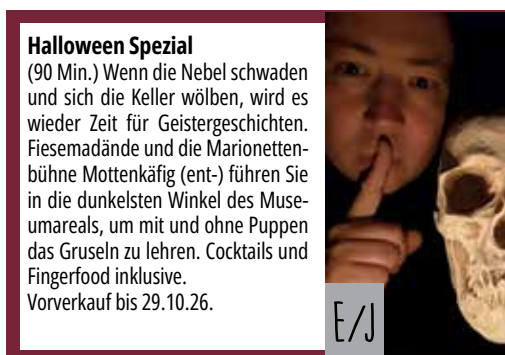 Halloween Spezial
(90 Min.) Wenn die Nebel schwaden
und sich die Keller wölben, wird es
wieder Zeit für Geistergeschichten.
Fiesemadände und die Marionetten-
bühne Mottenkäfig (ent-) führen Sie
in die dunkelsten Winkel des Muse-
umareals, um mit und ohne Puppen
das Gruseln zu lehren. Cocktails und
Fingerfood inklusive.
Vorverkauf bis 29.10.26.
E/J